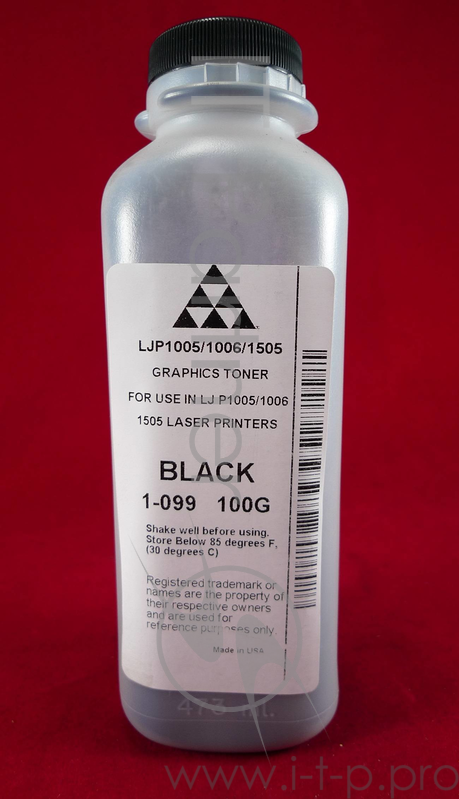 LJP1005/1006/1505
GRAPHICS TONER
FOR USE IN LJ P1005/1006
1505 LASER PRINTERS
BLACK
1-099 100G
Shake well before using.
Store Below 85 degrees F,
(30 degrees C)
Registered trademark or
names are the property of
their respective owners
and are used for
reference purposes only
Made in USA
473 ml.
www.i-t-p.pro